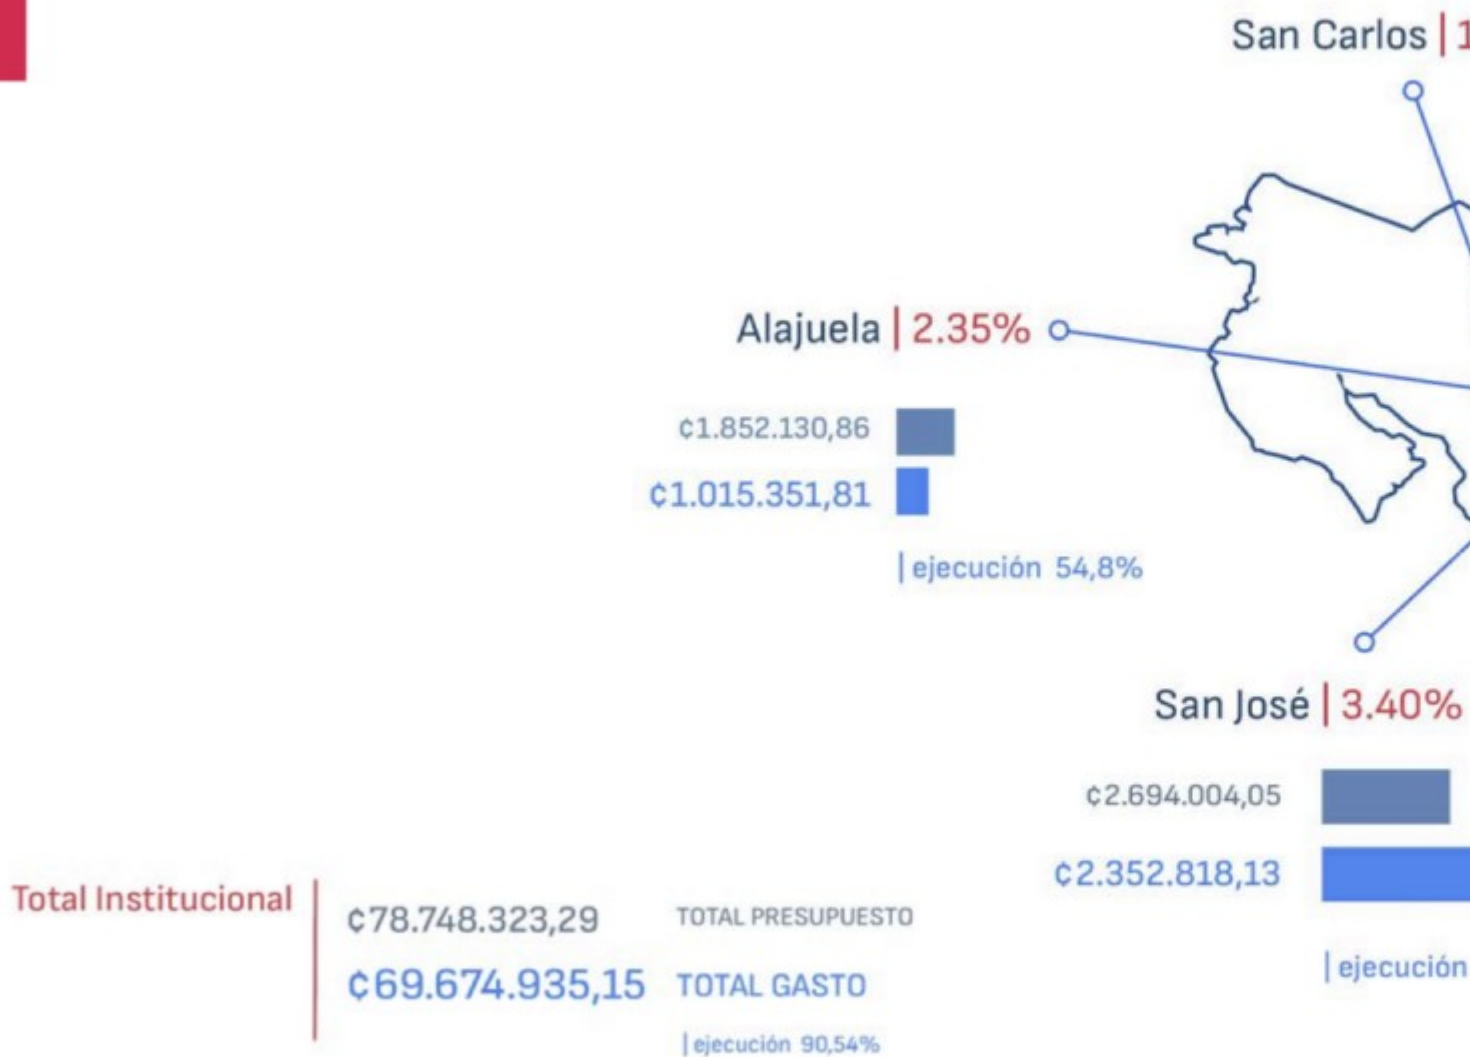 San Carlos | 1
Alajuela | 2.35%
¢1.852.130,86
¢1.015.351,81
| ejecución 54,8%
San José | 3.40%
¢2.694.004,05
¢2.352.818,13
| ejecución
Total Institucional
¢78.748.323,29 TOTAL PRESUPUESTO
¢69.674.935,15 TOTAL GASTO
| ejecución 90,54%